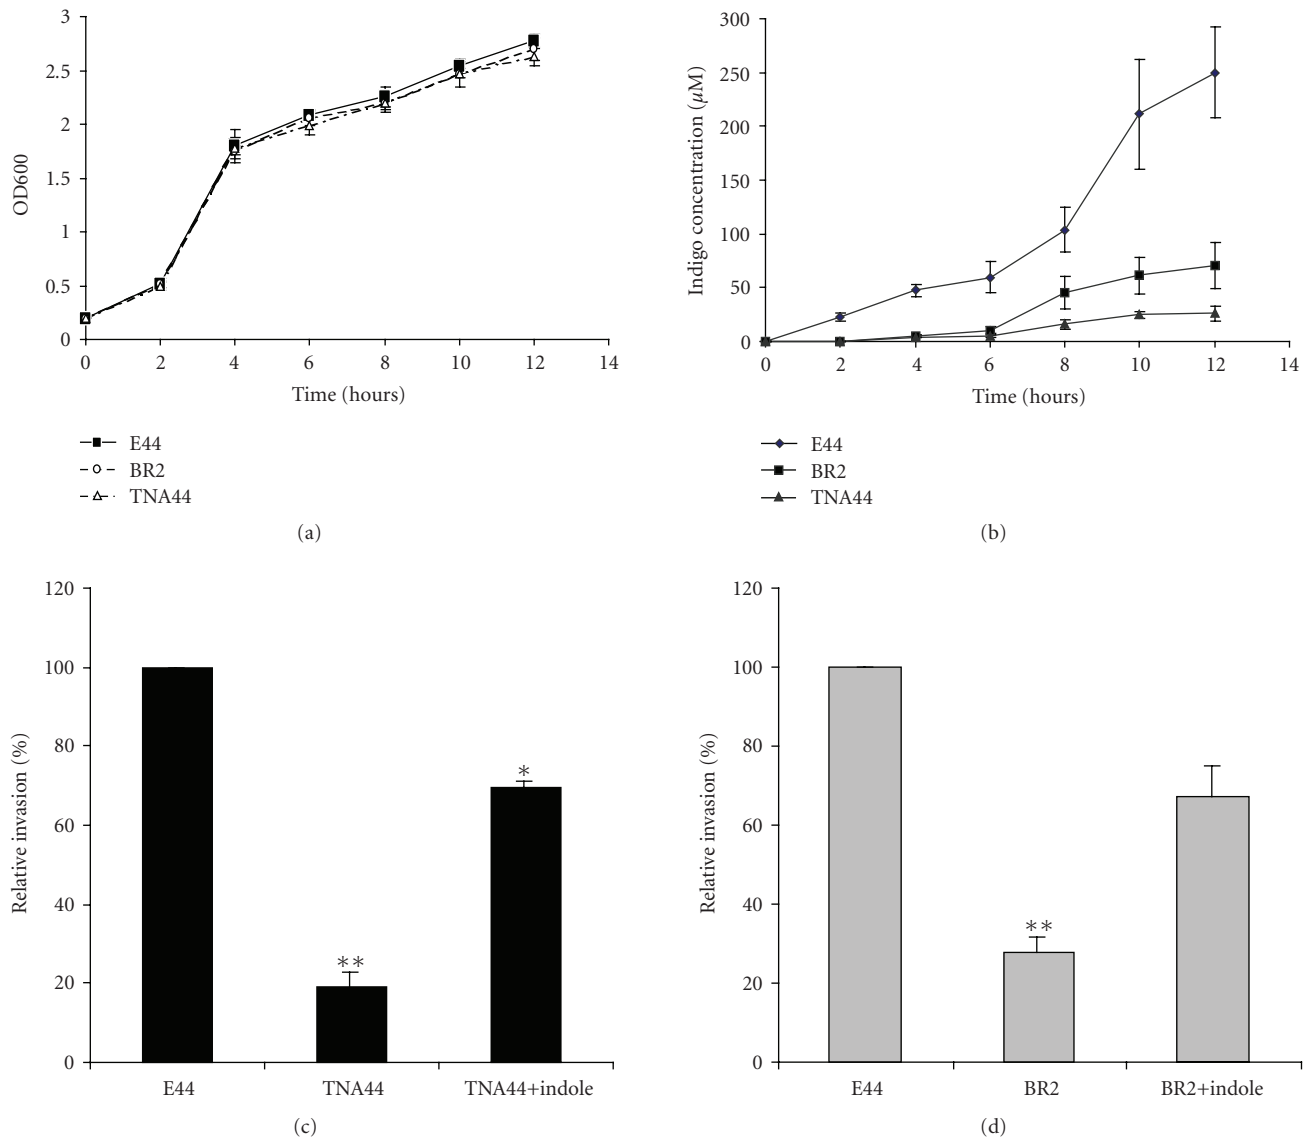 3
2.5
2
1.5
1
0.5
0
OD600
0 2 4 6 8 10 12 14
Time (hours)
E44
BR2
TNA44
(a)
300
250
200
150
100
50
0
Indigo concentration (μM)
0 2 4 6 8 10 12 14
Time (hours)
E44
BR2
TNA44
(b)
120
100
80
60
40
20
0
Relative invasion (%)
**
*
E44 TNA44 TNA44+indole
(c)
120
100
80
60
40
20
0
Relative invasion (%)
**
E44 BR2 BR2+indole
(d)